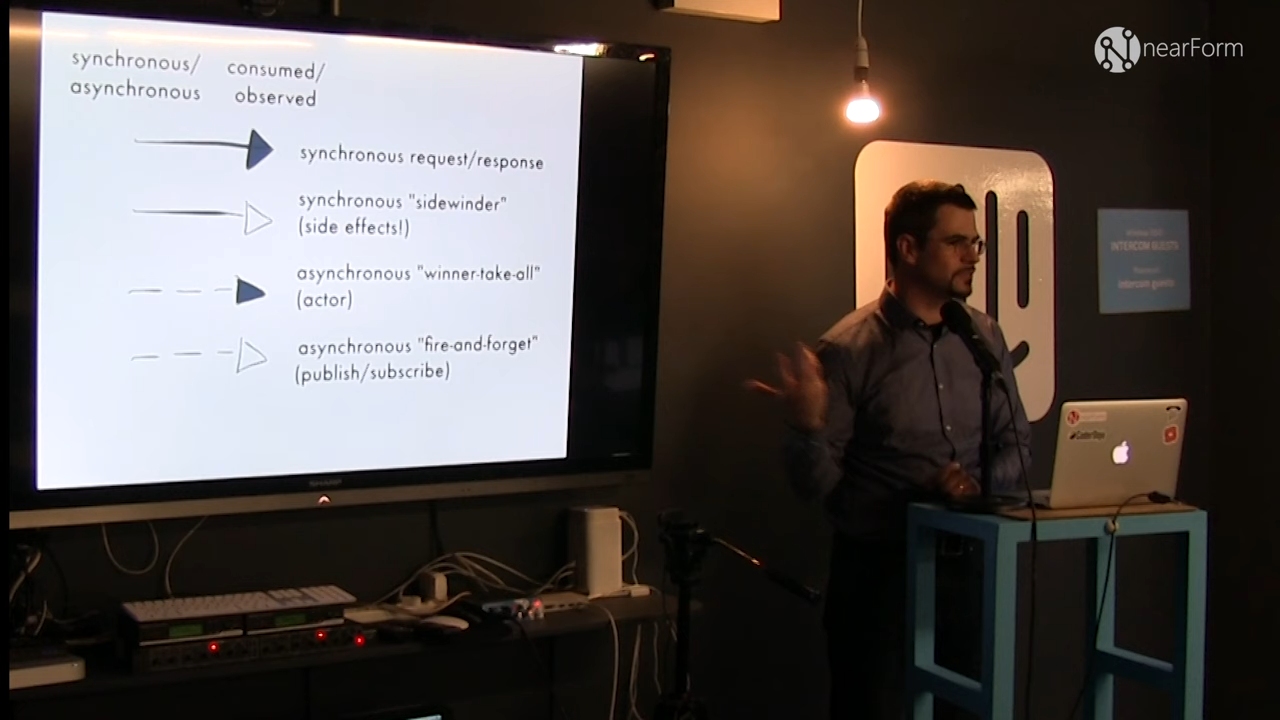 nearForm
synchronous/
asynchronous
consumed/
observed
synchronous request/response
synchronous "sidewinder"
(side effects!)
asynchronous "winner-take-all"
(actor)
asynchronous "fire-and-forget"
(publish/subscribe)
INTERCOM GUESTS
intercom guests
SHARP
CoderDojo